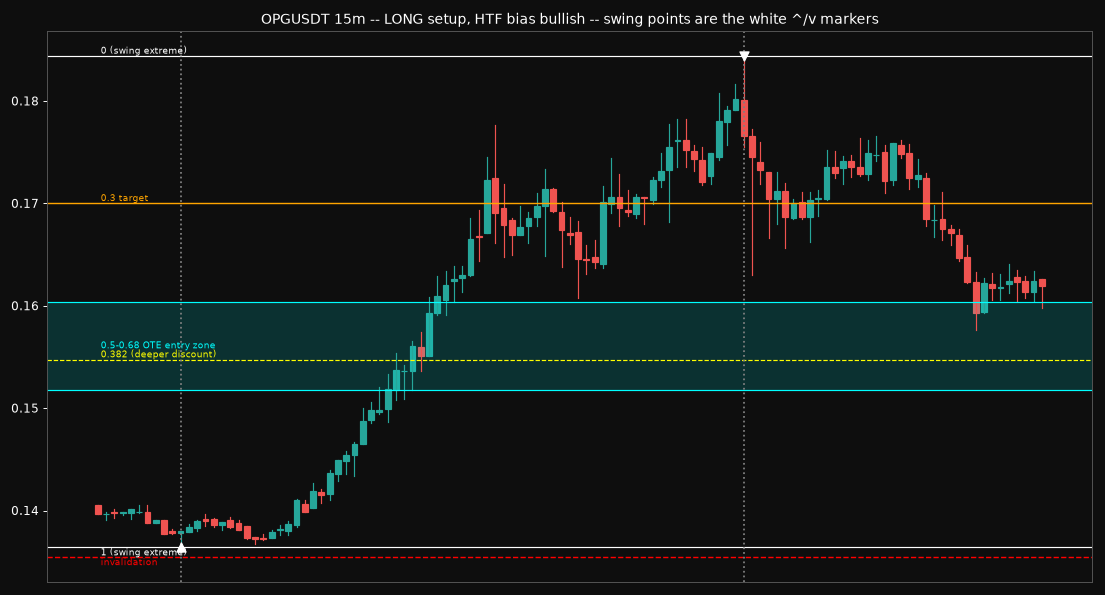 OPGUSDT 15m -- LONG setup, HTF bias bullish -- swing points are the white ^/v markers
0 (swing extreme)
0.18
0.3 target
0.17
0.16
0.5-0.68 OTE entry zone
0.382 (deeper discount)
0.15
0.14
1 (swing extreme)
Invalidation